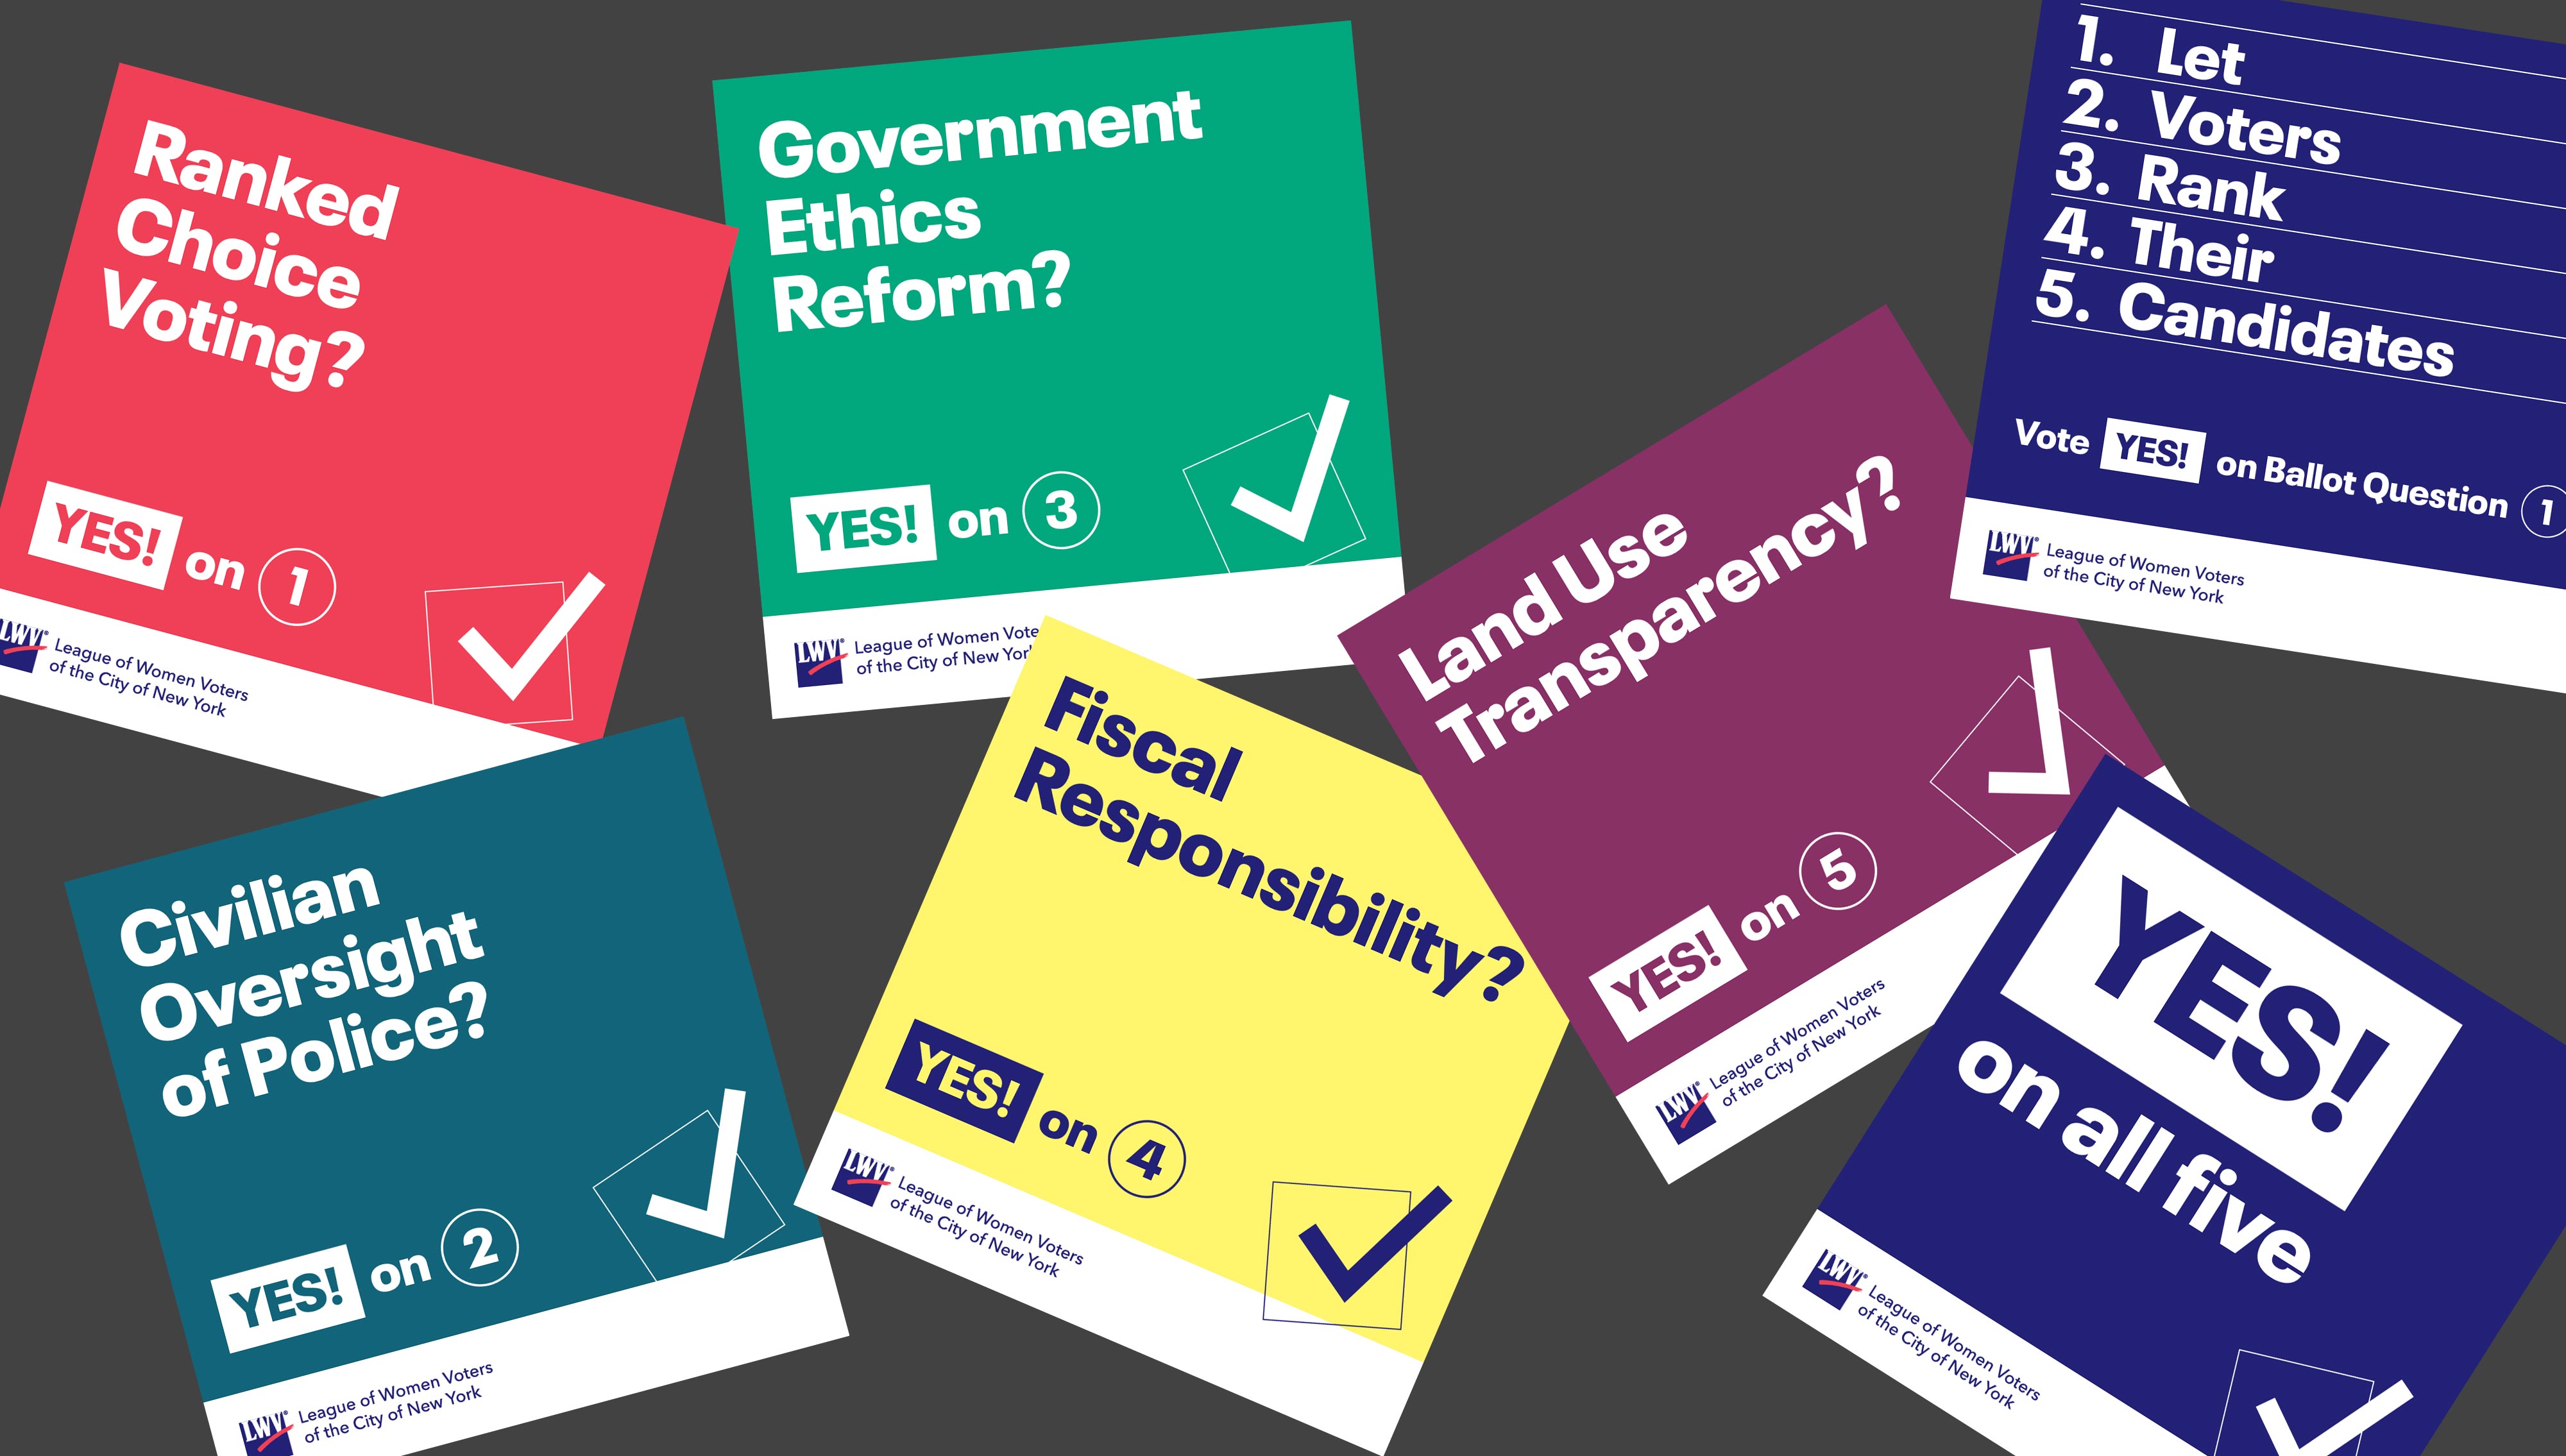 Ranked
Choice
Voting?
YES! on 1
LWV
League of Women Voters
of the City of New York
Government
Ethics
Reform?
YES! on 3
LWV®
League of Women Vote
of the City of New Yor
1. Let
2. Voters
3. Rank
4. Their
5. Candidates
Vote YES! on Ballot Question 1
LWV®
League of Women Voters
of the City of New York
Civilian
Oversight
of Police?
YES! on 2
LWV®
League of Women Voters
of the City of New York
Fiscal
Responsibility?
YES! on 4
LWV®
League of Women Voters
of the City of New York
Land Use
Transparency?
YES! on 5
LWV®
League of Women Voters
of the City of New York
YES!
on all five
LWV®
League of Women Voters
of the City of New York